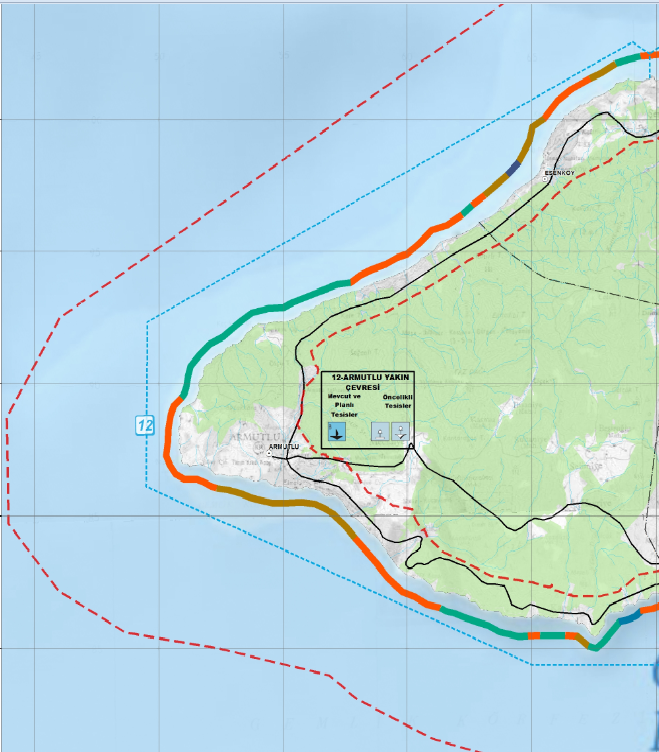 ESENKÖY
12-ARMUTLU YAKIN
ÇEVRESİ
Mevcut ve
Planlı
Tesisler
Öncelikli
Tesisler
12
ARMUTLU
ARMUTLU